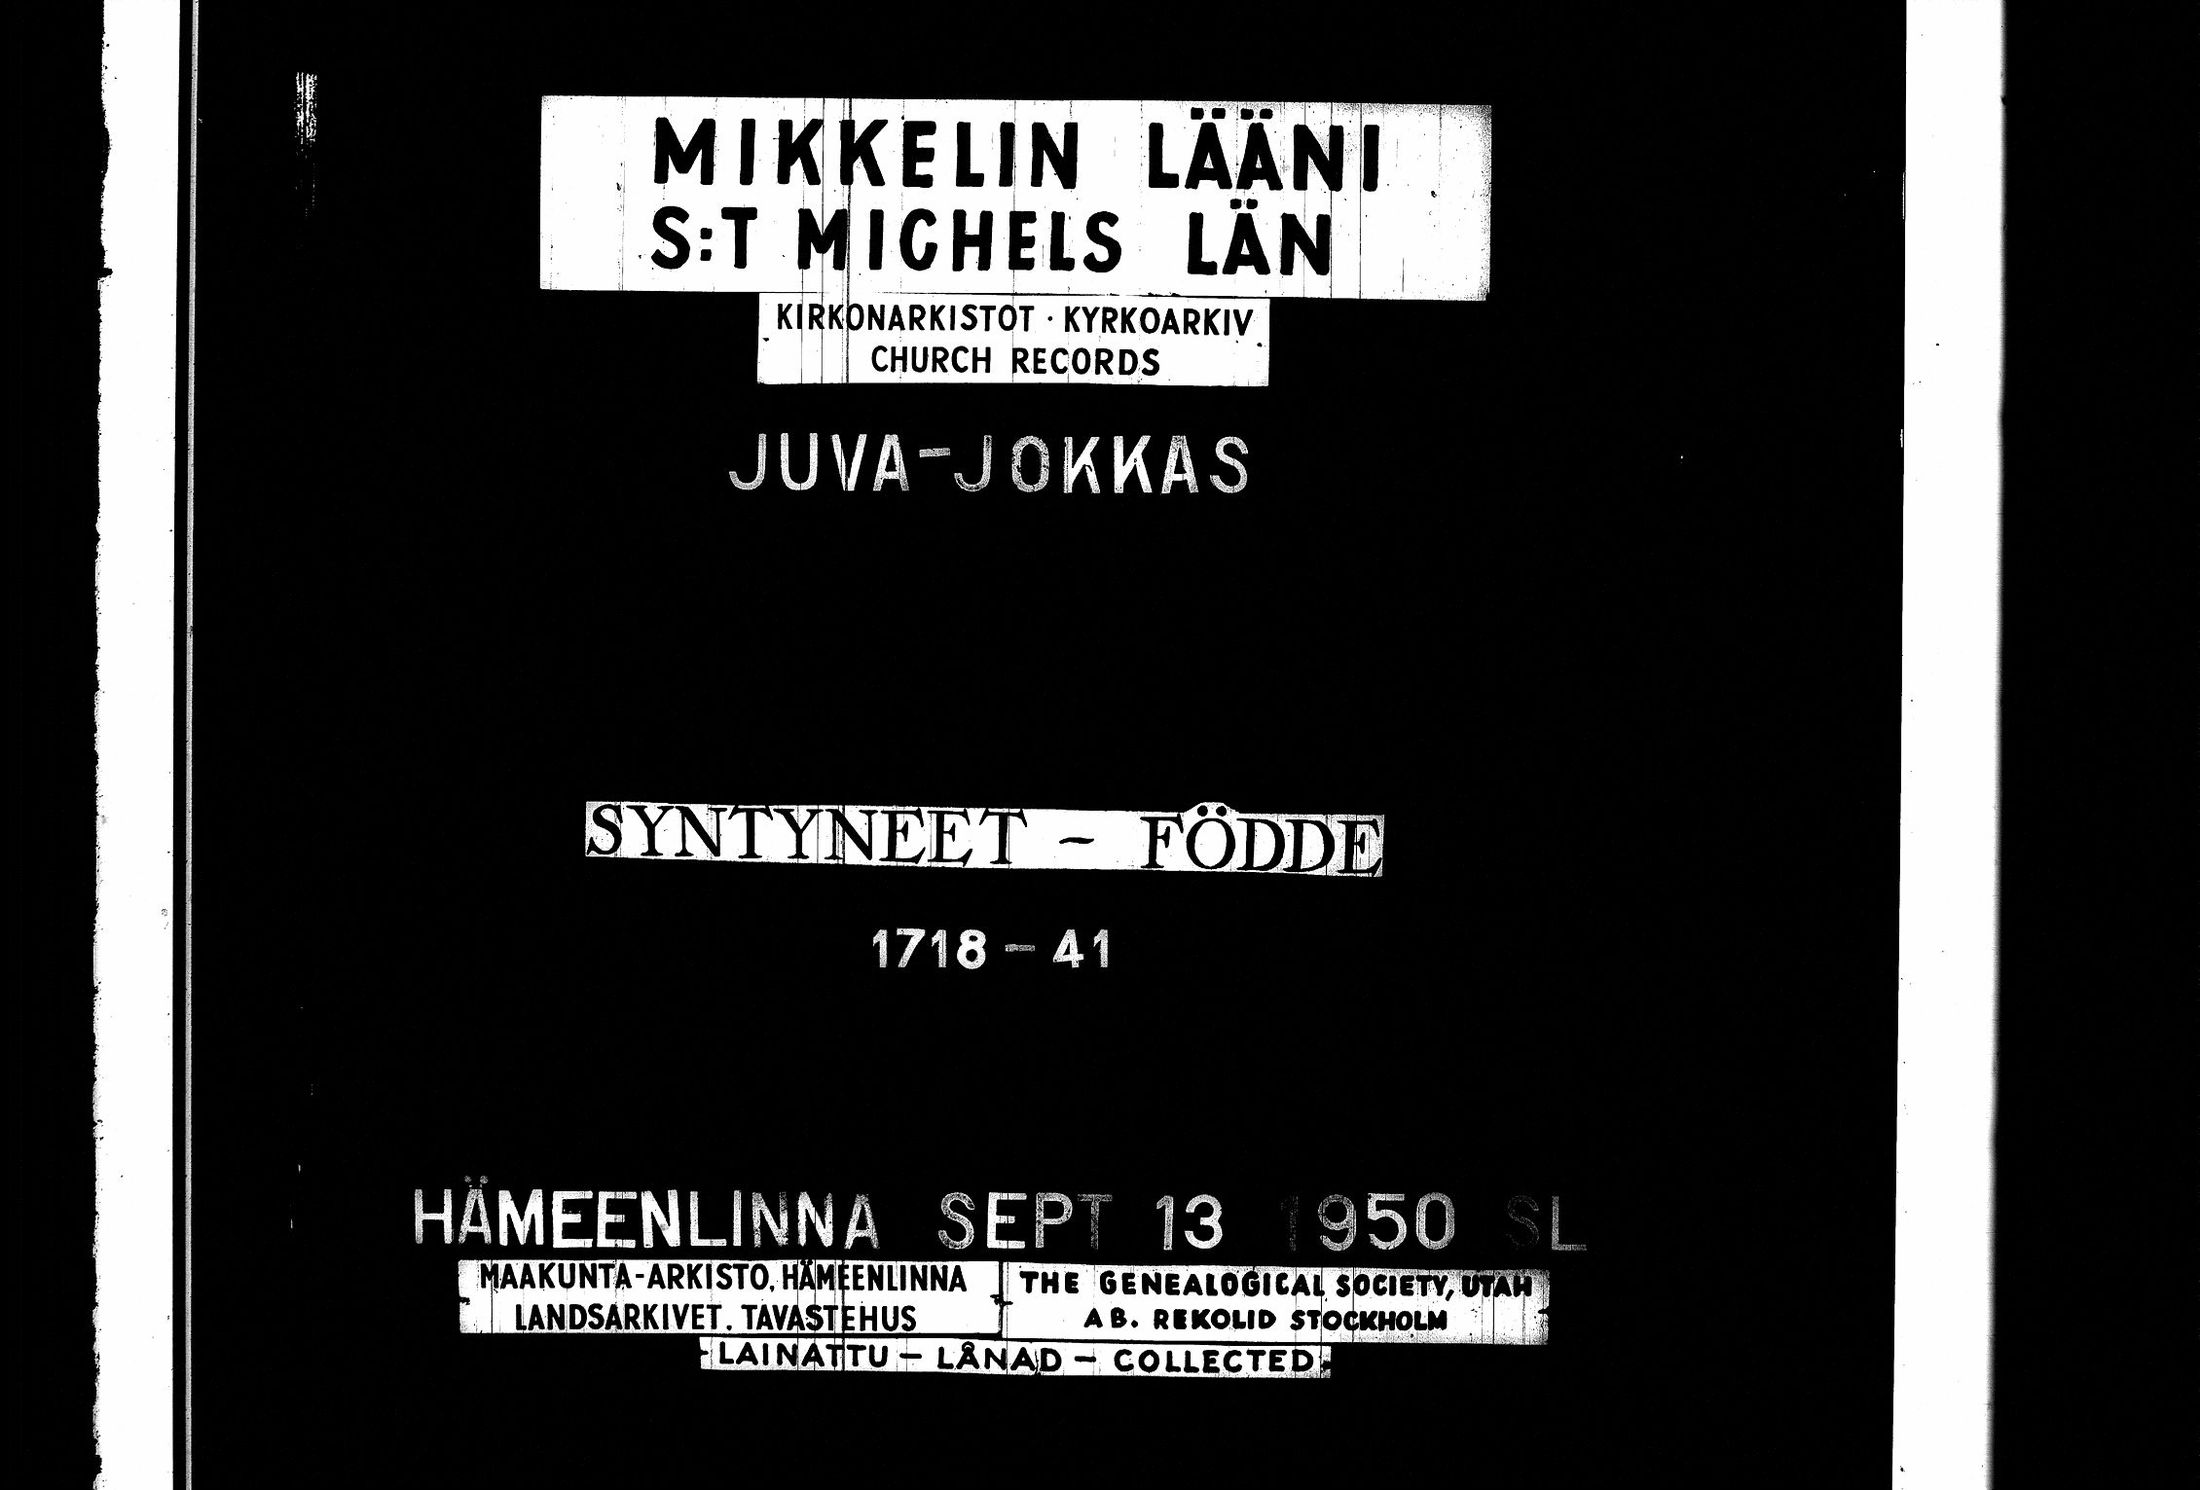 MIKKELIN LÄÄNI
S:T MICHELS LÄN
KIRKONARKISTOT · KYRKOARKIV
CHURCH RECORDS
JUVA-JOKKAS
SYNTYNEET - FÖDDE
1718 - 41
HÄMEENLINNA SEPT 13 1950 SL
MAAKUNTA-ARKISTO, HÄMEENLINNA
LANDSARKIVET. TAVASTEHUS
THE GENEALOGICAL SOCIETY, UTAH
AB. REKOLID STOCKHOLM
LAINATTU - LÅNAD - COLLECTED